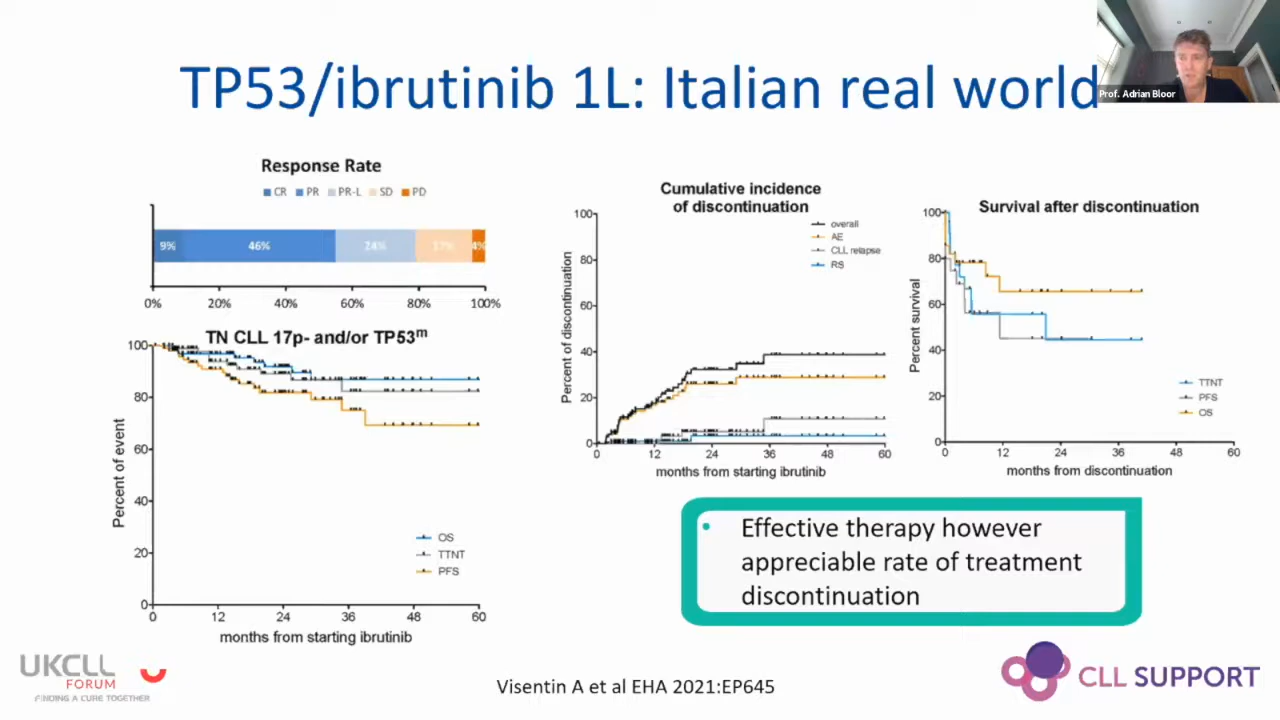 TP53/ibrutinib 1L: Italian real world
Prof. Adrian Bloor
Response Rate
CR PR PR-L SD PD
9% 46% 24% 17% 4%
0% 20% 40% 60% 80% 100%
TN CLL 17p- and/or TP53m
Percent of event
100
80
60
40
20
0
OS
TTNT
PFS
0 12 24 36 48 60
months from starting ibrutinib
Cumulative incidence
of discontinuation
Percent of discontinuation
100
80
60
40
20
0
overall
AE
CLL relapse
RS
0 12 24 36 48 60
months from starting ibrutinib
Survival after discontinuation
Percent survival
100
80
60
40
20
0
TTNT
PFS
OS
0 12 24 36 48 60
months from discontinuation
• Effective therapy however
appreciable rate of treatment
discontinuation
UKCLL
FORUM
FINDING A CURE TOGETHER
Visentin A et al EHA 2021:EP645
CLL SUPPORT